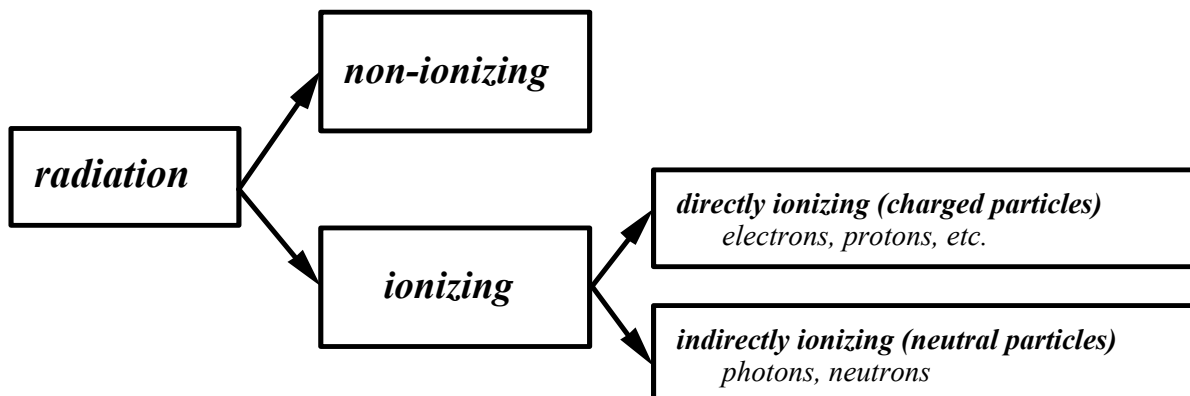 non-ionizing
radiation
directly ionizing (charged particles)
electrons, protons, etc.
ionizing
indirectly ionizing (neutral particles)
photons, neutrons